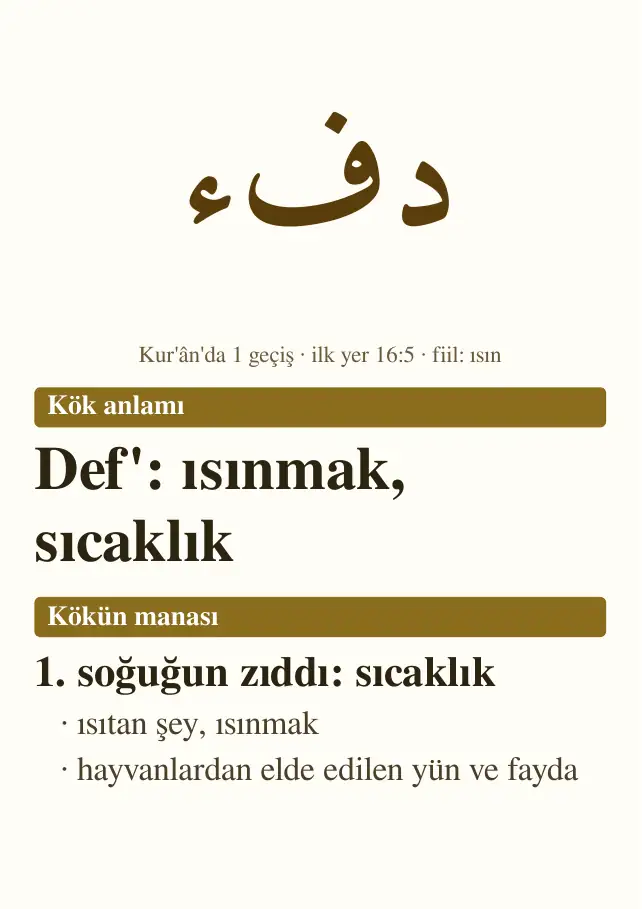 دفء
Kur'ân'da 1 geçiş · ilk yer 16:5 · fiil: ısın
Kök anlamı
Def': ısınmak,
sıcaklık
Kökün manası
1. soğuğun zıddı: sıcaklık
· ısıtan şey, ısınmak
· hayvanlardan elde edilen yün ve fayda